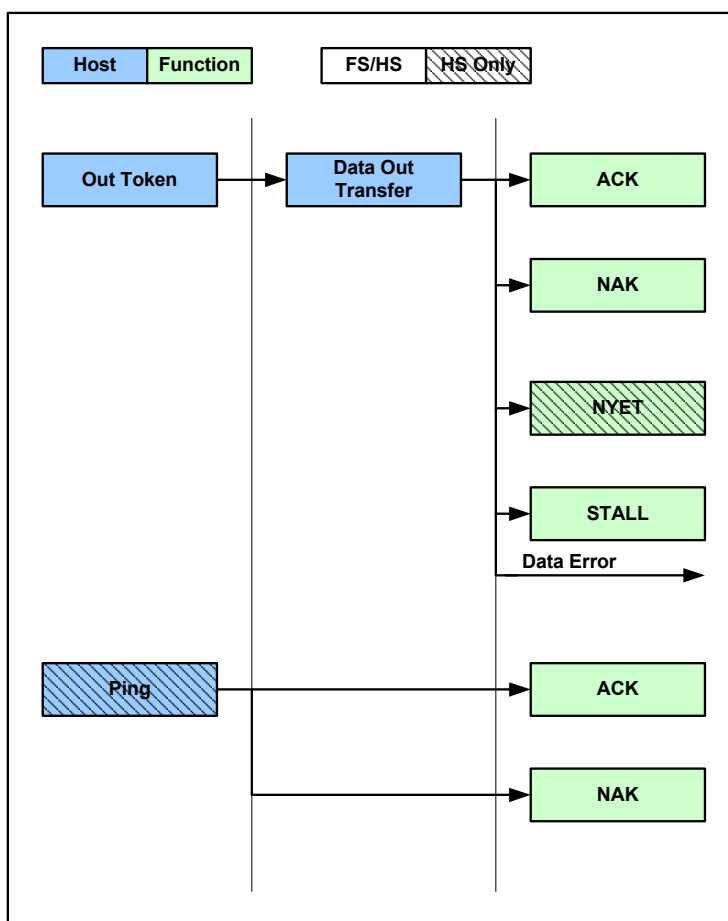 Host
Function
FS/HS
HS Only
Out Token
Data Out
Transfer
ACK
NAK
NYET
STALL
Data Error
Ping
ACK
NAK